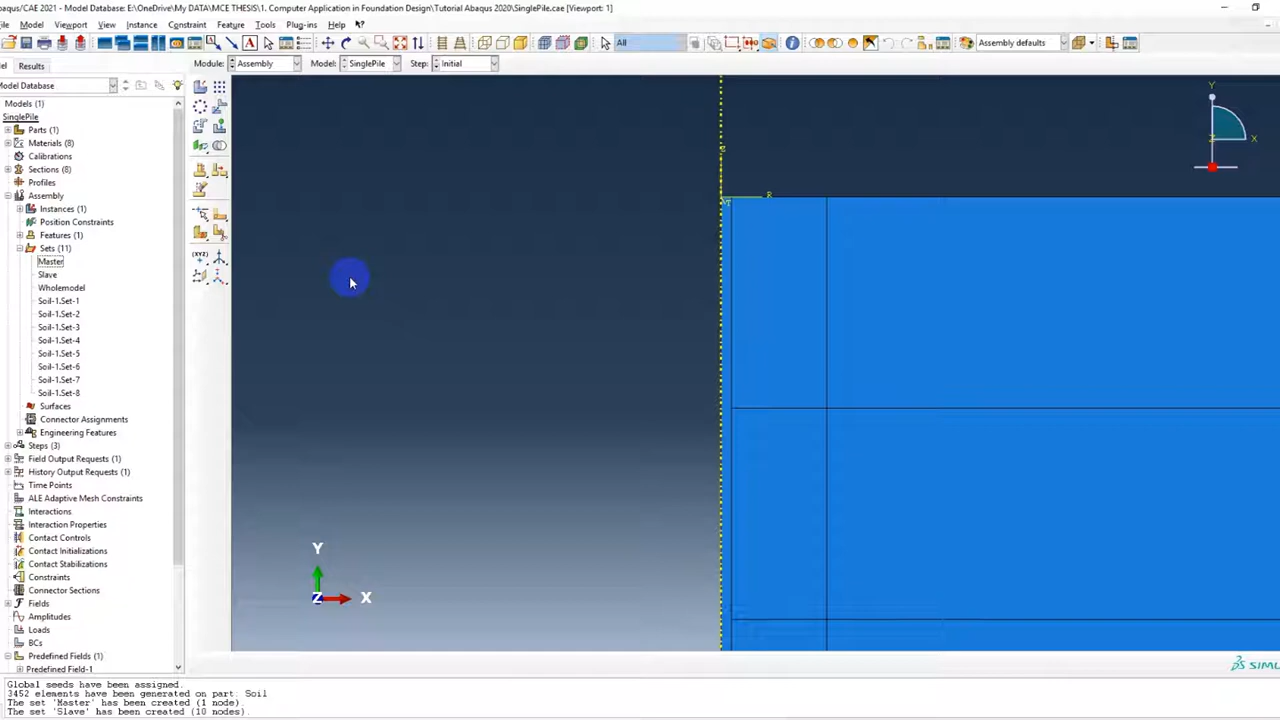 Abaqus/CAE 2021 - Model Database: E:\OneDrive\My DATA\MCE THESIS\1. Computer Application in Foundation Design\Tutorial Abaqus 2020\SinglePile.cae [Viewport: 1]
File Model Viewport View Instance Constraint Feature Tools Plug-ins Help
All Assembly defaults
Results Module: Assembly Model: SinglePile Step: Initial
Model Database
Models (1)
SinglePile
Parts (1)
Materials (8)
Calibrations
Sections (8)
Profiles
Assembly
Instances (1)
Position Constraints
Features (1)
Sets (11)
Master
Slave
Wholemodel
Soil-1.Set-1
Soil-1.Set-2
Soil-1.Set-3
Soil-1.Set-4
Soil-1.Set-5
Soil-1.Set-6
Soil-1.Set-7
Soil-1.Set-8
Surfaces
Connector Assignments
Engineering Features
Steps (3)
Field Output Requests (1)
History Output Requests (1)
Time Points
ALE Adaptive Mesh Constraints
Interactions
Interaction Properties
Contact Controls
Contact Initializations
Contact Stabilizations
Constraints
Connector Sections
Fields
Amplitudes
Loads
BCs
Predefined Fields (1)
Predefined Field-1
(XYZ)
Y
X
Z
Z
R
T
Y
X
Z
SIMU
Global seeds have been assigned.
3452 elements have been generated on part: Soil
The set 'Master' has been created (1 node).
The set 'Slave' has been created (10 nodes).